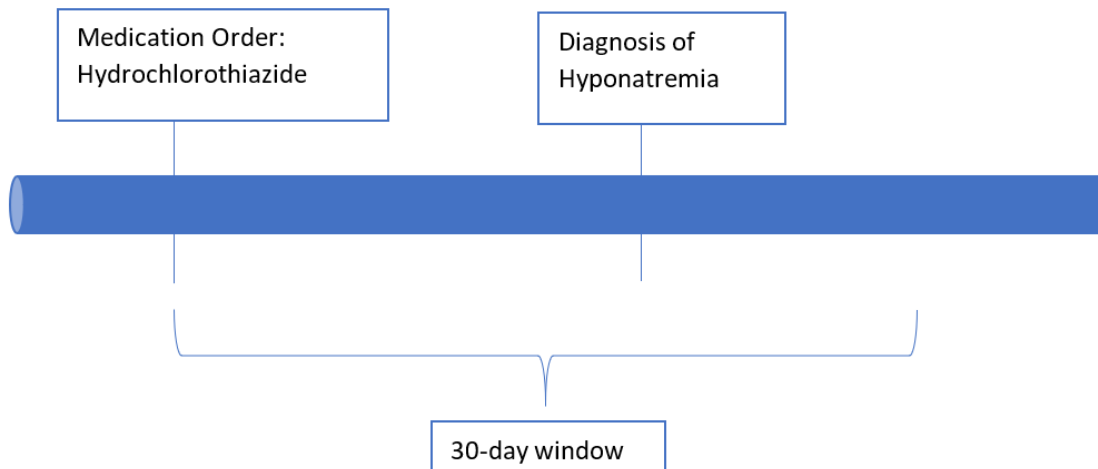 Medication Order:
Hydrochlorothiazide
Diagnosis of
Hyponatremia
30-day window